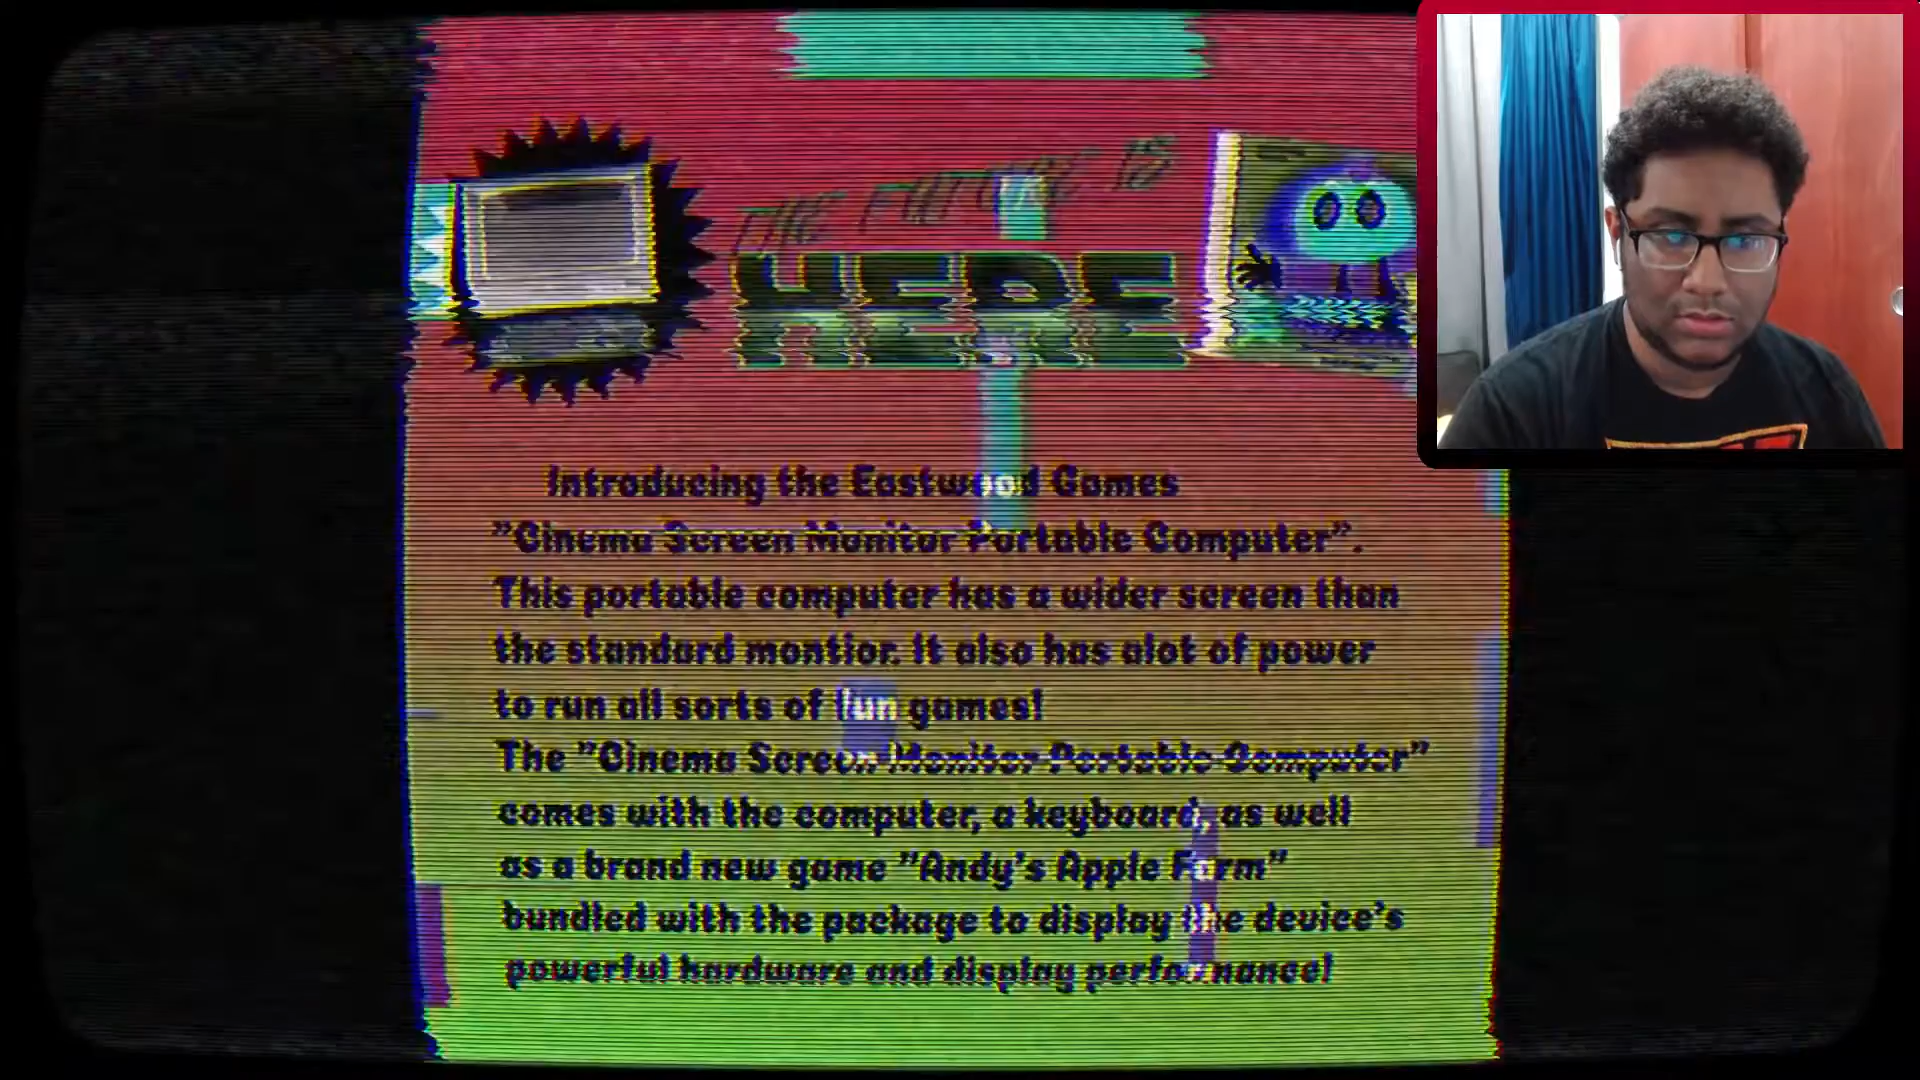 THE FUTURE IS
HERE
Introducing the Eastwood Games
"Cinema Screen Monitor Portable Computer".
This portable computer has a wider screen than
the standard montior. It also has alot of power
to run all sorts of fun games!
The "Cinema Screen Monitor Portable Computer"
comes with the computer, a keyboard, as well
as a brand new game "Andy's Apple Farm"
bundled with the package to display the device's
powerful hardware and display performance!